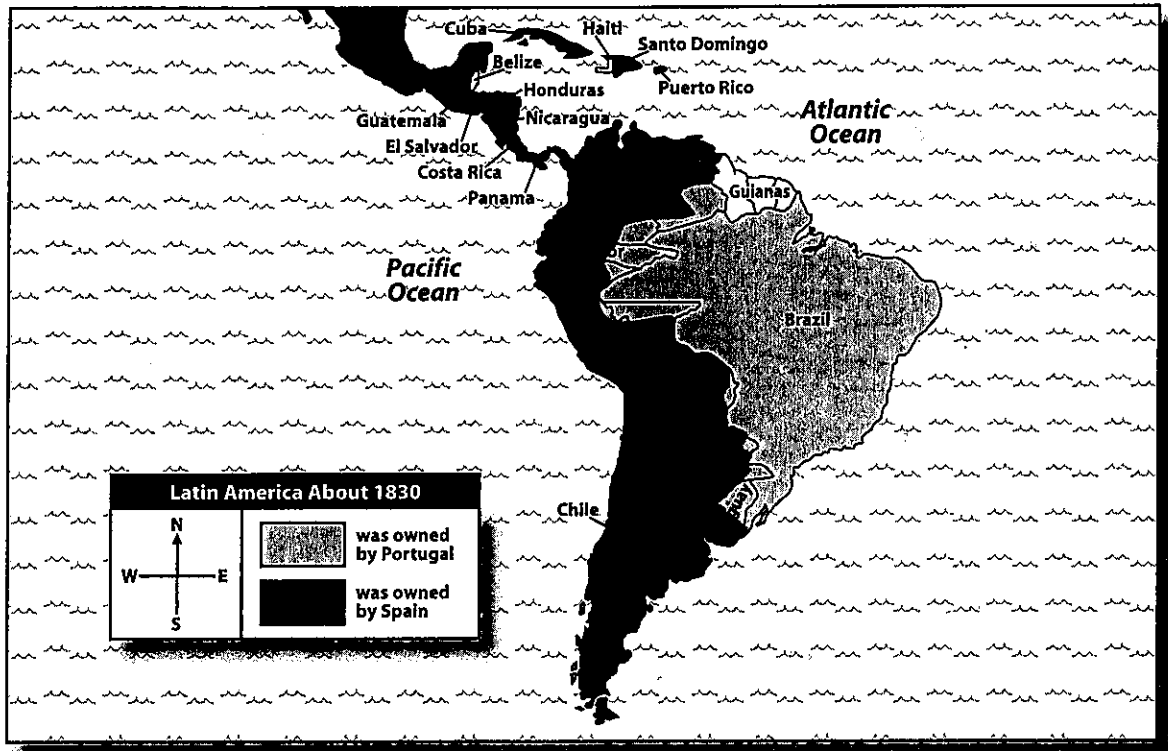 Cuba
Haiti
Santo Domingo
Belize
Puerto Rico
Honduras
Atlantic
Ocean
Guatemala
Nicaragua
El Salvador
Costa Rica
Panama
Guianas
Pacific
Ocean
Brazil
Chile
Latin America About 1830
N
W
E
S
was owned
by Portugal
was owned
by Spain